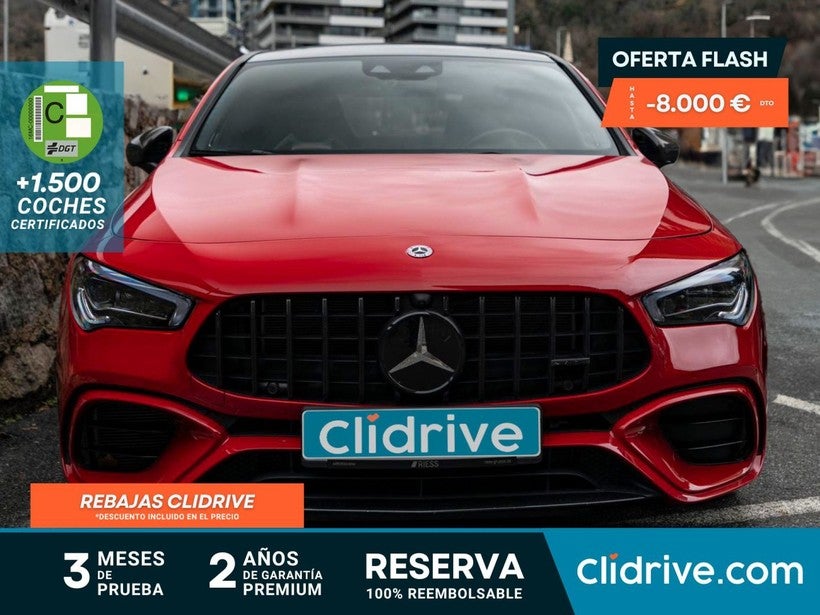 OFERTA FLASH
HASTA
-8.000 €
DTO
C
DGT
+1.500
COCHES
CERTIFICADOS
Clidrive
RIESS
REBAJAS CLIDRIVE
*DESCUENTO INCLUIDO EN EL PRECIO
3 MESES
DE
PRUEBA
2 AÑOS
DE GARANTÍA
PREMIUM
RESERVA
100% REEMBOLSABLE
Clidrive.com